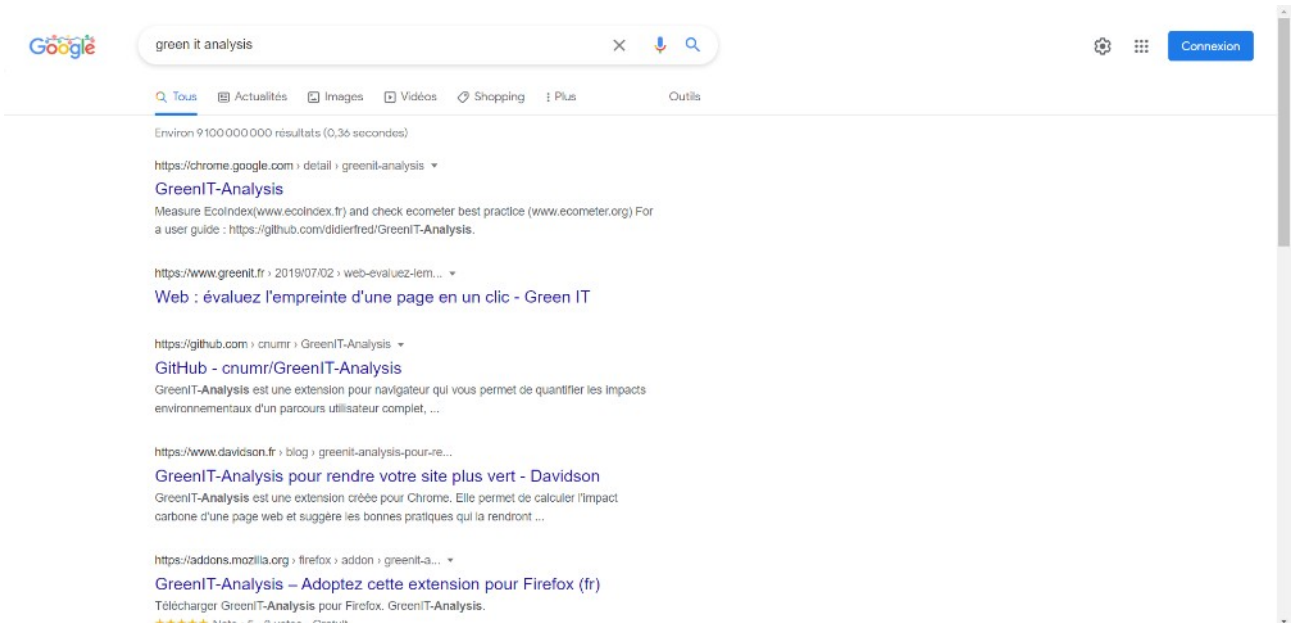 Google
green it analysis
Connexion
Tous Actualités Images Vidéos Shopping Plus Outils
Environ 9 100 000 000 résultats (0,36 secondes)
https://chrome.google.com › detail › greenit-analysis
GreenIT-Analysis
Measure EcoIndex(www.ecoindex.fr) and check ecometer best practice (www.ecometer.org) For
a user guide : https://github.com/didierfred/GreenIT-Analysis.
https://www.greenit.fr › 2019/07/02 › web-evaluez-lem...
Web : évaluez l'empreinte d'une page en un clic - Green IT
https://github.com › cnumr › GreenIT-Analysis
GitHub - cnumr/GreenIT-Analysis
GreenIT-Analysis est une extension pour navigateur qui vous permet de quantifier les impacts
environnementaux d'un parcours utilisateur complet, ...
https://www.davidson.fr › blog › greenit-analysis-pour-re...
GreenIT-Analysis pour rendre votre site plus vert - Davidson
GreenIT-Analysis est une extension créée pour Chrome. Elle permet de calculer l'impact
carbone d'une page web et suggère les bonnes pratiques qui la rendront ...
https://addons.mozilla.org › firefox › addon › greenit-a...
GreenIT-Analysis – Adoptez cette extension pour Firefox (fr)
Télécharger GreenIT-Analysis pour Firefox. GreenIT-Analysis.